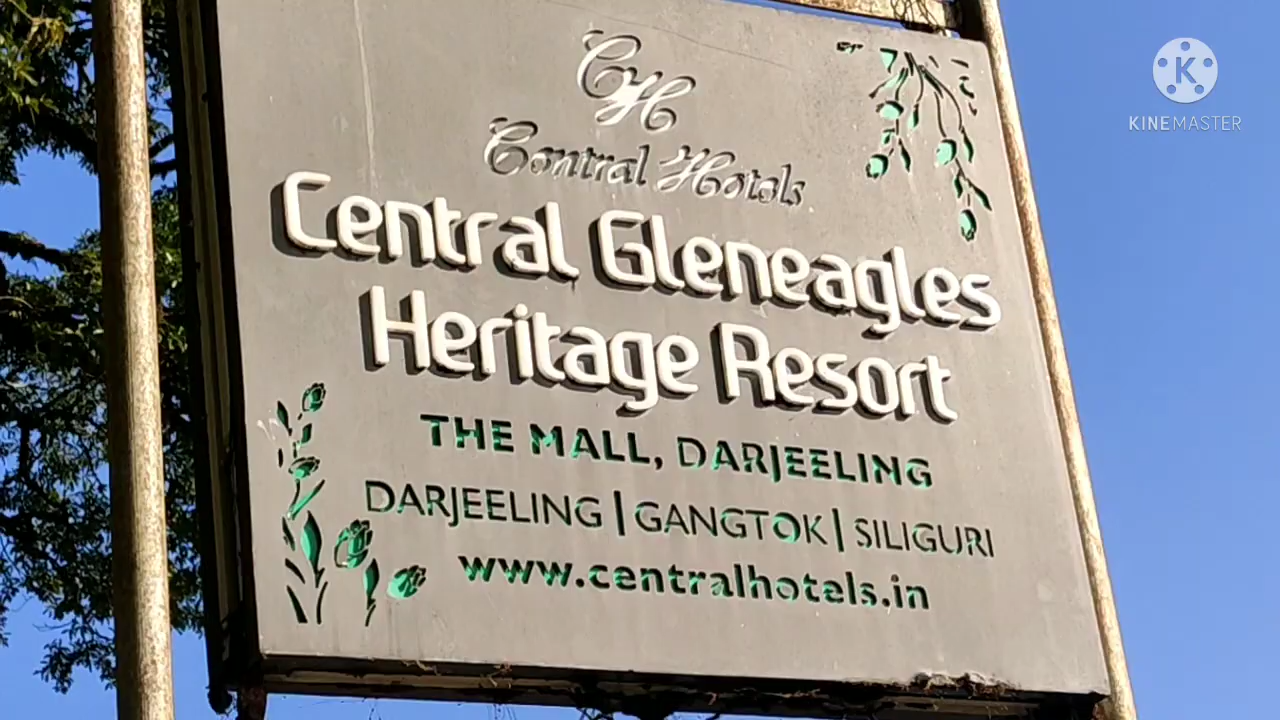 CH
Central Hotels
Central Gleneagles
Heritage Resort
THE MALL, DARJEELING
DARJEELING | GANGTOK | SILIGURI
www.centralhotels.in
K
KINEMASTER